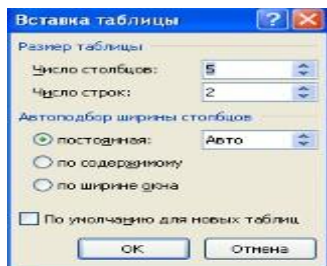 Вставка таблицы
Размер таблицы
Число столбцов: 5
Число строк: 2
Автоподбор ширины столбцов
постоянная: Авто
по содержимому
по ширине окна
По умолчанию для новых таблиц
ОК Отмена